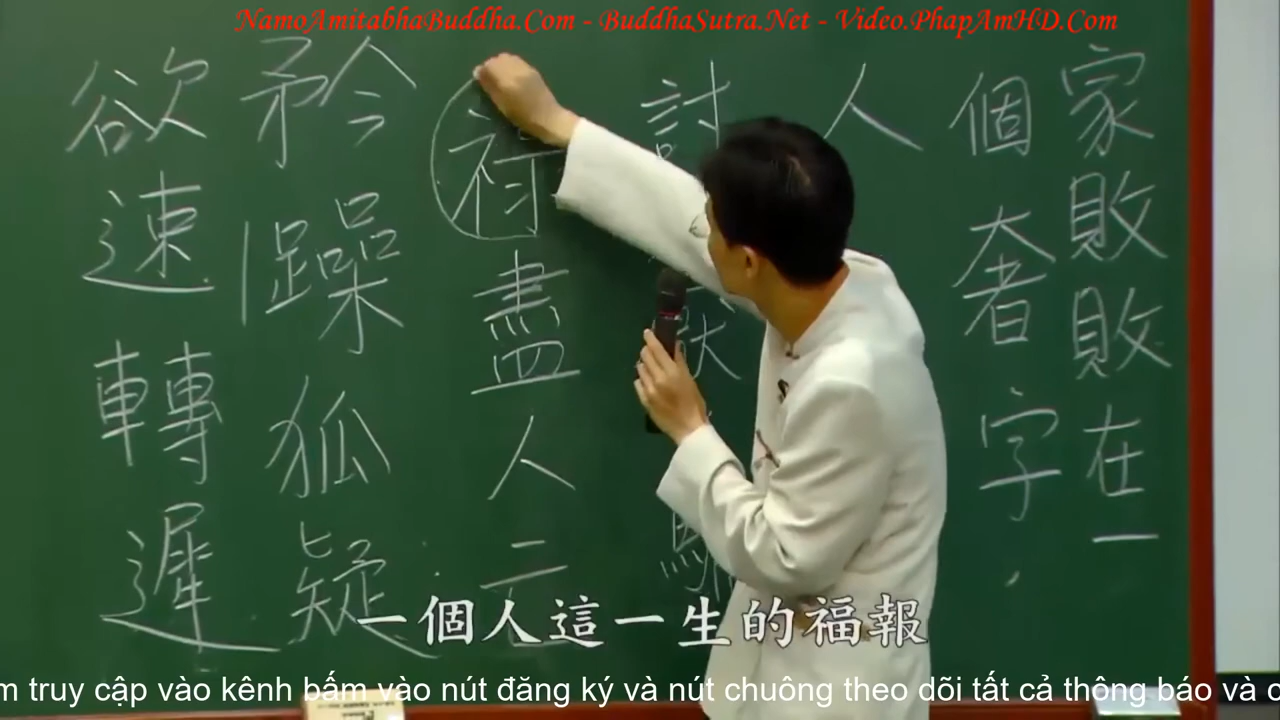 NamoAmitabhaBuddha.Com - BuddhaSutra.Net - Video.PhapAmHD.Com
家敗敗在一
個奢字.
人
討
祿盡人亡
矜躁狐疑
欲速轉遲
一個人這一生的福報
truy cập vào kênh bấm vào nút đăng ký và nút chuông theo dõi tất cả thông báo và